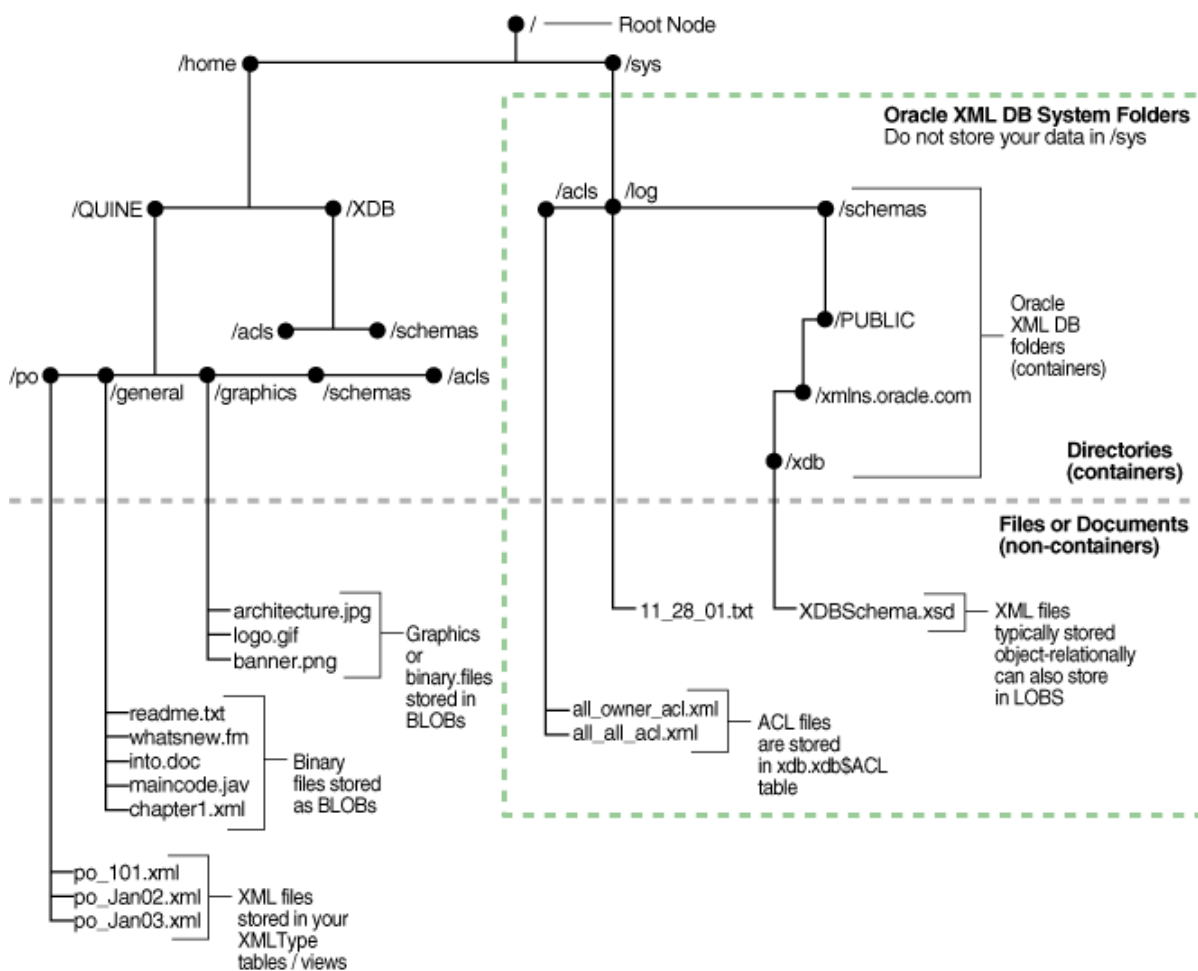 /
Root Node
/home
/sys
Oracle XML DB System Folders
Do not store your data in /sys
/acls
/log
/QUINE
/XDB
/schemas
Oracle
XML DB
folders
(containers)
/PUBLIC
/acls
/schemas
/po
/general
/graphics
/schemas
/acls
/xmlns.oracle.com
/xdb
Directories
(containers)
Files or Documents
(non-containers)
architecture.jpg
logo.gif
banner.png
Graphics
or
binary.files
stored in
BLOBs
11_28_01.txt
XDBSchema.xsd
XML files
typically stored
object-relationally
can also store
in LOBS
readme.txt
whatsnew.fm
into.doc
maincode.jav
chapter1.xml
Binary
files stored
as BLOBs
all_owner_acl.xml
all_all_acl.xml
ACL files
are stored
in xdb.xdb$ACL
table
po_101.xml
po_Jan02.xml
po_Jan03.xml
XML files
stored in your
XMLType
tables / views